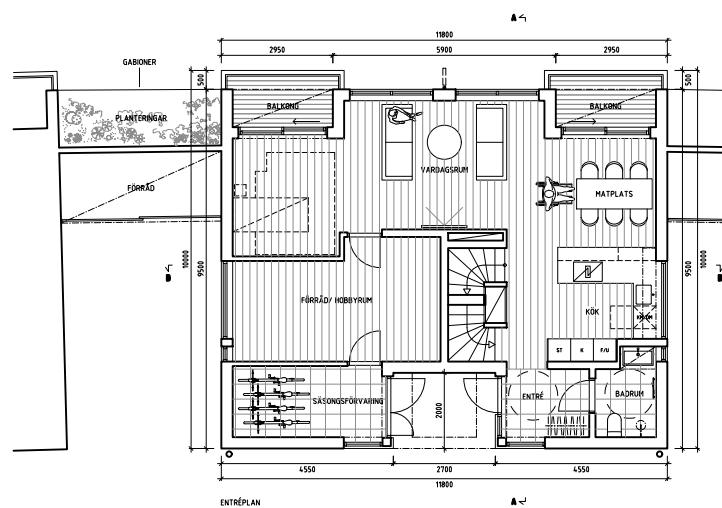 A
11800
2950 5900 2950
GABIONER
500 500
BALKONG BALKONG
PLANTERINGAR
VARDAGSRUM
FÖRRÅD
MATPLATS
10000 9500 9500 10000
B B
FÖRRÅD/ HOBBYRUM
KÖK
ST K F/U
SÄSONGSFÖRVARING
2000
ENTRÉ
BADRUM
4550 2700 4550
11800
ENTRÉPLAN
A